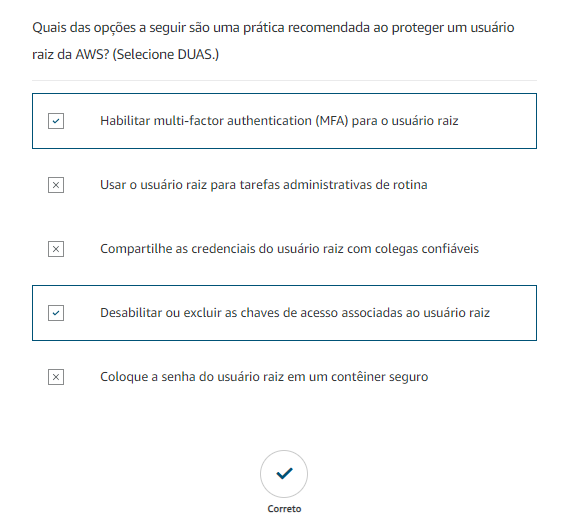 Quais das opções a seguir são uma prática recomendada ao proteger um usuário
raiz da AWS? (Selecione DUAS.)
Habilitar multi-factor authentication (MFA) para o usuário raiz
Usar o usuário raiz para tarefas administrativas de rotina
Compartilhe as credenciais do usuário raiz com colegas confiáveis
Desabilitar ou excluir as chaves de acesso associadas ao usuário raiz
Coloque a senha do usuário raiz em um contêiner seguro
Correto